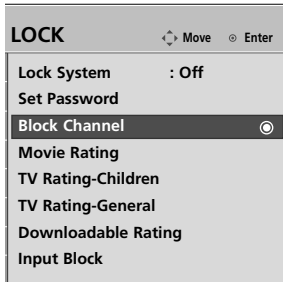 LOCK Move Enter
Lock System : Off
Set Password
Block Channel
Movie Rating
TV Rating-Children
TV Rating-General
Downloadable Rating
Input Block